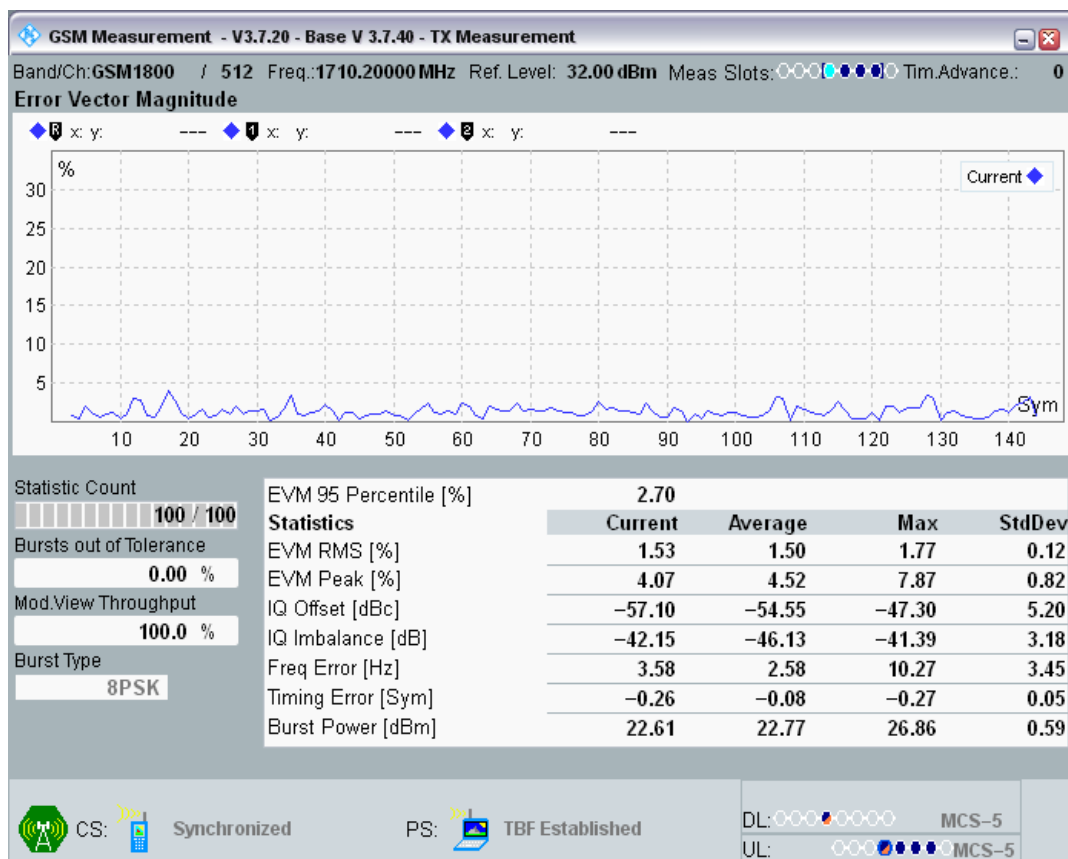 GSM Measurement - V3.7.20 - Base V 3.7.40 - TX Measurement
Band/Ch:GSM1800 / 512 Freq.:1710.20000 MHz Ref. Level: 32.00 dBm Meas Slots: Tim.Advance.: 0
Error Vector Magnitude
R x: y: --- 1 x: y: --- 2 x: y: ---
%
Current
30
25
20
15
10
5
Sym
10 20 30 40 50 60 70 80 90 100 110 120 130 140
Statistic Count
100 / 100
Bursts out of Tolerance
0.00 %
Mod.View Throughput
100.0 %
Burst Type
8PSK
EVM 95 Percentile [%] 2.70
Statistics Current Average Max StdDev
EVM RMS [%] 1.53 1.50 1.77 0.12
EVM Peak [%] 4.07 4.52 7.87 0.82
IQ Offset [dBc] −57.10 −54.55 −47.30 5.20
IQ Imbalance [dB] −42.15 −46.13 −41.39 3.18
Freq Error [Hz] 3.58 2.58 10.27 3.45
Timing Error [Sym] −0.26 −0.08 −0.27 0.05
Burst Power [dBm] 22.61 22.77 26.86 0.59
CS: Synchronized PS: TBF Established
DL: MCS−5
UL: MCS−5